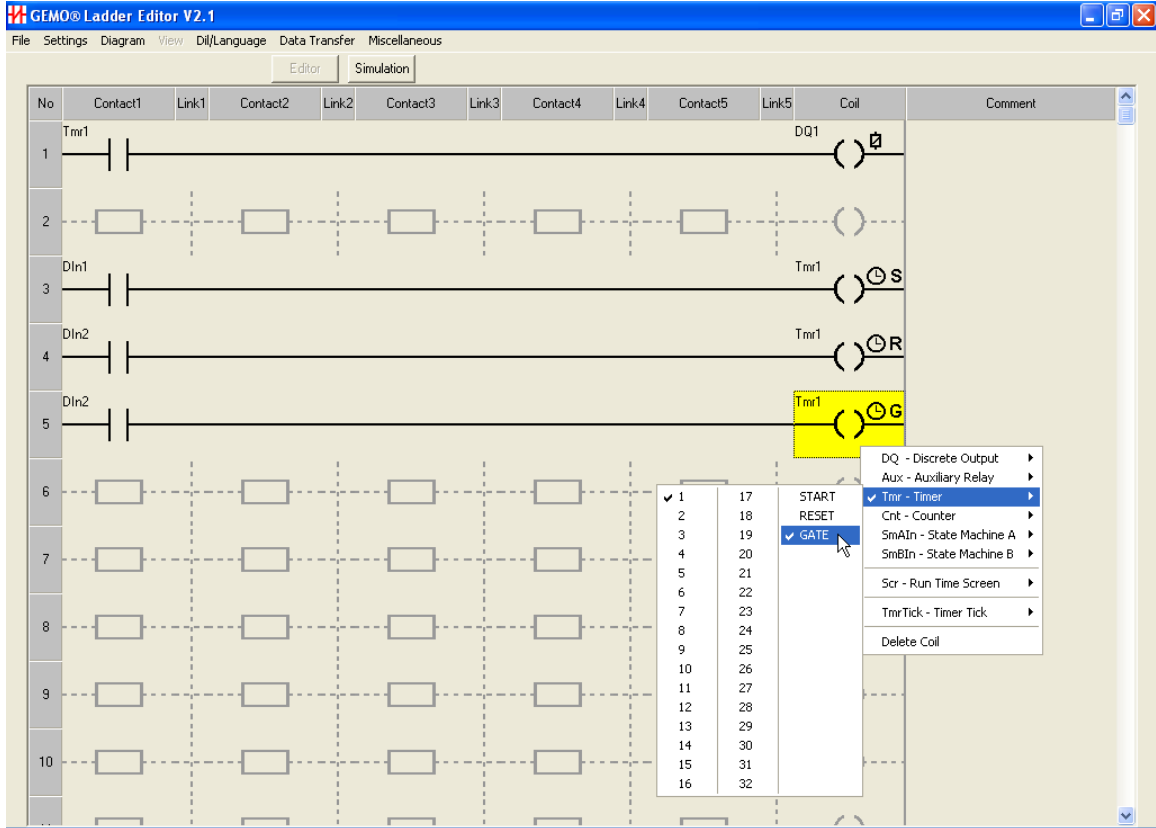 GEMO® Ladder Editor V2.1
File Settings Diagram View Dil/Language Data Transfer Miscellaneous
Editor Simulation
No Contact1 Link1 Contact2 Link2 Contact3 Link3 Contact4 Link4 Contact5 Link5 Coil Comment
Tmr1 DQ1
1
2
DIn1 Tmr1
3 S
DIn2 Tmr1
4 R
DIn2 Tmr1
5 G
6
7
8
9
10
DQ - Discrete Output
Aux - Auxiliary Relay
Tmr - Timer
Cnt - Counter
SmAIn - State Machine A
SmBIn - State Machine B
Scr - Run Time Screen
TmrTick - Timer Tick
Delete Coil
1 17 START
2 18 RESET
3 19 GATE
4 20
5 21
6 22
7 23
8 24
9 25
10 26
11 27
12 28
13 29
14 30
15 31
16 32